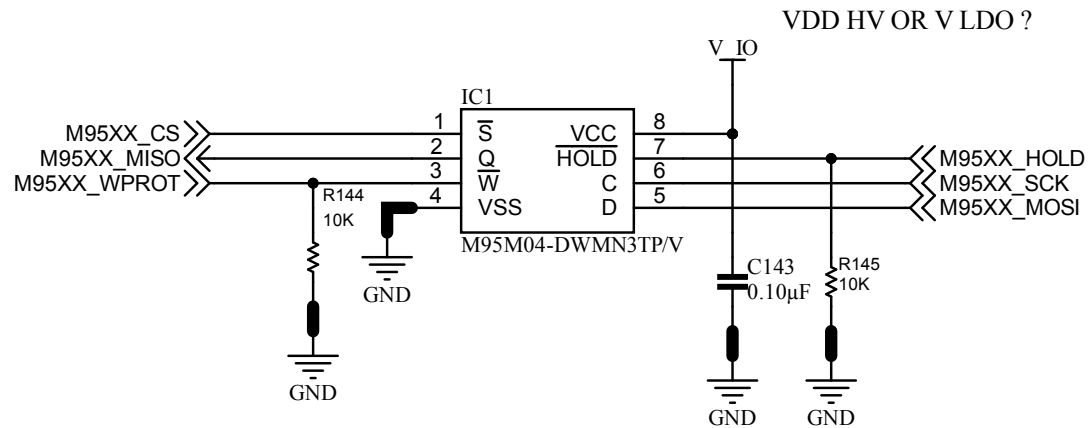 VDD HV OR V LDO ?
V_IO
IC1
M95XX_CS 1 S VCC 8
M95XX_MISO 2 Q HOLD 7 M95XX_HOLD
M95XX_WPROT 3 W C 6 M95XX_SCK
4 VSS D 5 M95XX_MOSI
R144
10K
M95M04-DWMN3TP/V
GND
C143
0.10µF
R145
10K
GND
GND
GND